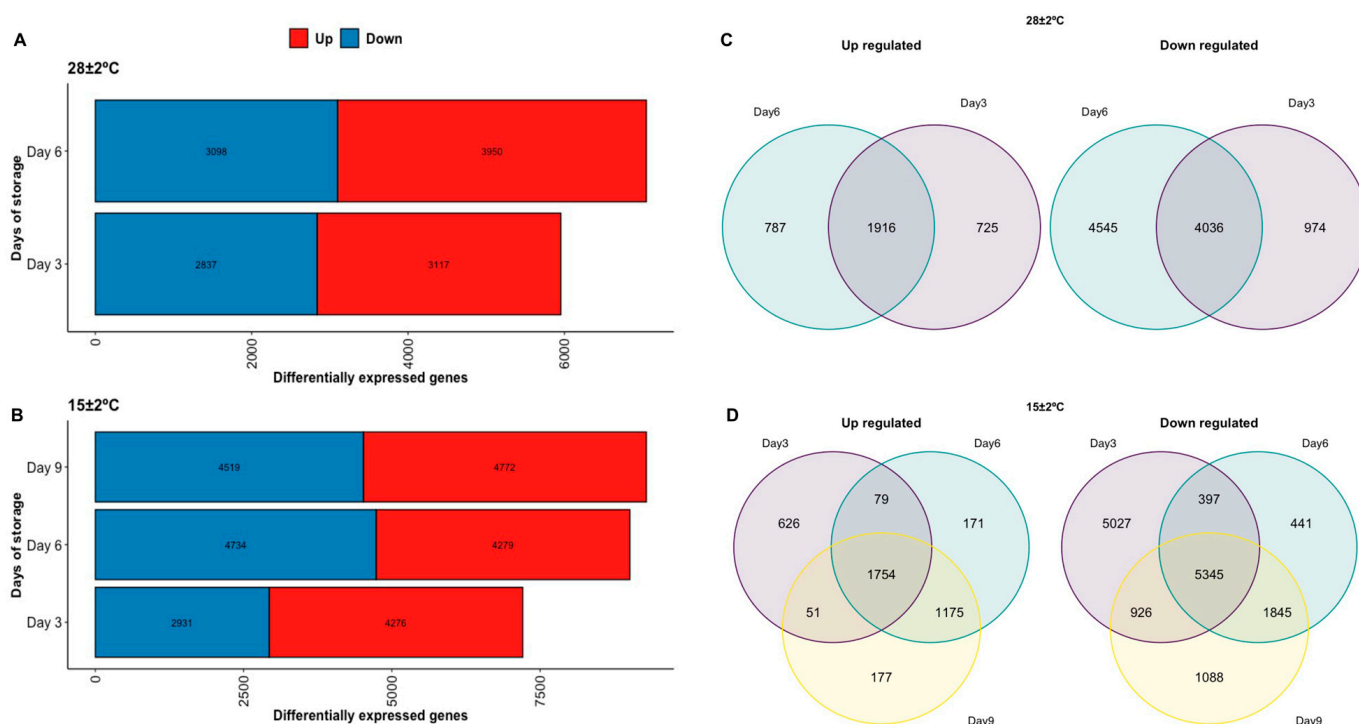 A
Up Down
28±2ºC
Days of storage
Day 6
3098 3950
Day 3
2837 3117
0 2000 4000 6000
Differentially expressed genes
B
15±2ºC
Days of storage
Day 9
4519 4772
Day 6
4734 4279
Day 3
2931 4276
0 2500 5000 7500
Differentially expressed genes
C
28±2ºC
Up regulated Down regulated
Day6 Day3 Day6 Day3
787 1916 725 4545 4036 974
D
15±2ºC
Up regulated Down regulated
Day3 Day6 Day3 Day6
79 397
626 171 5027 441
1754 5345
51 1175 926 1845
177 1088
Day9 Day9